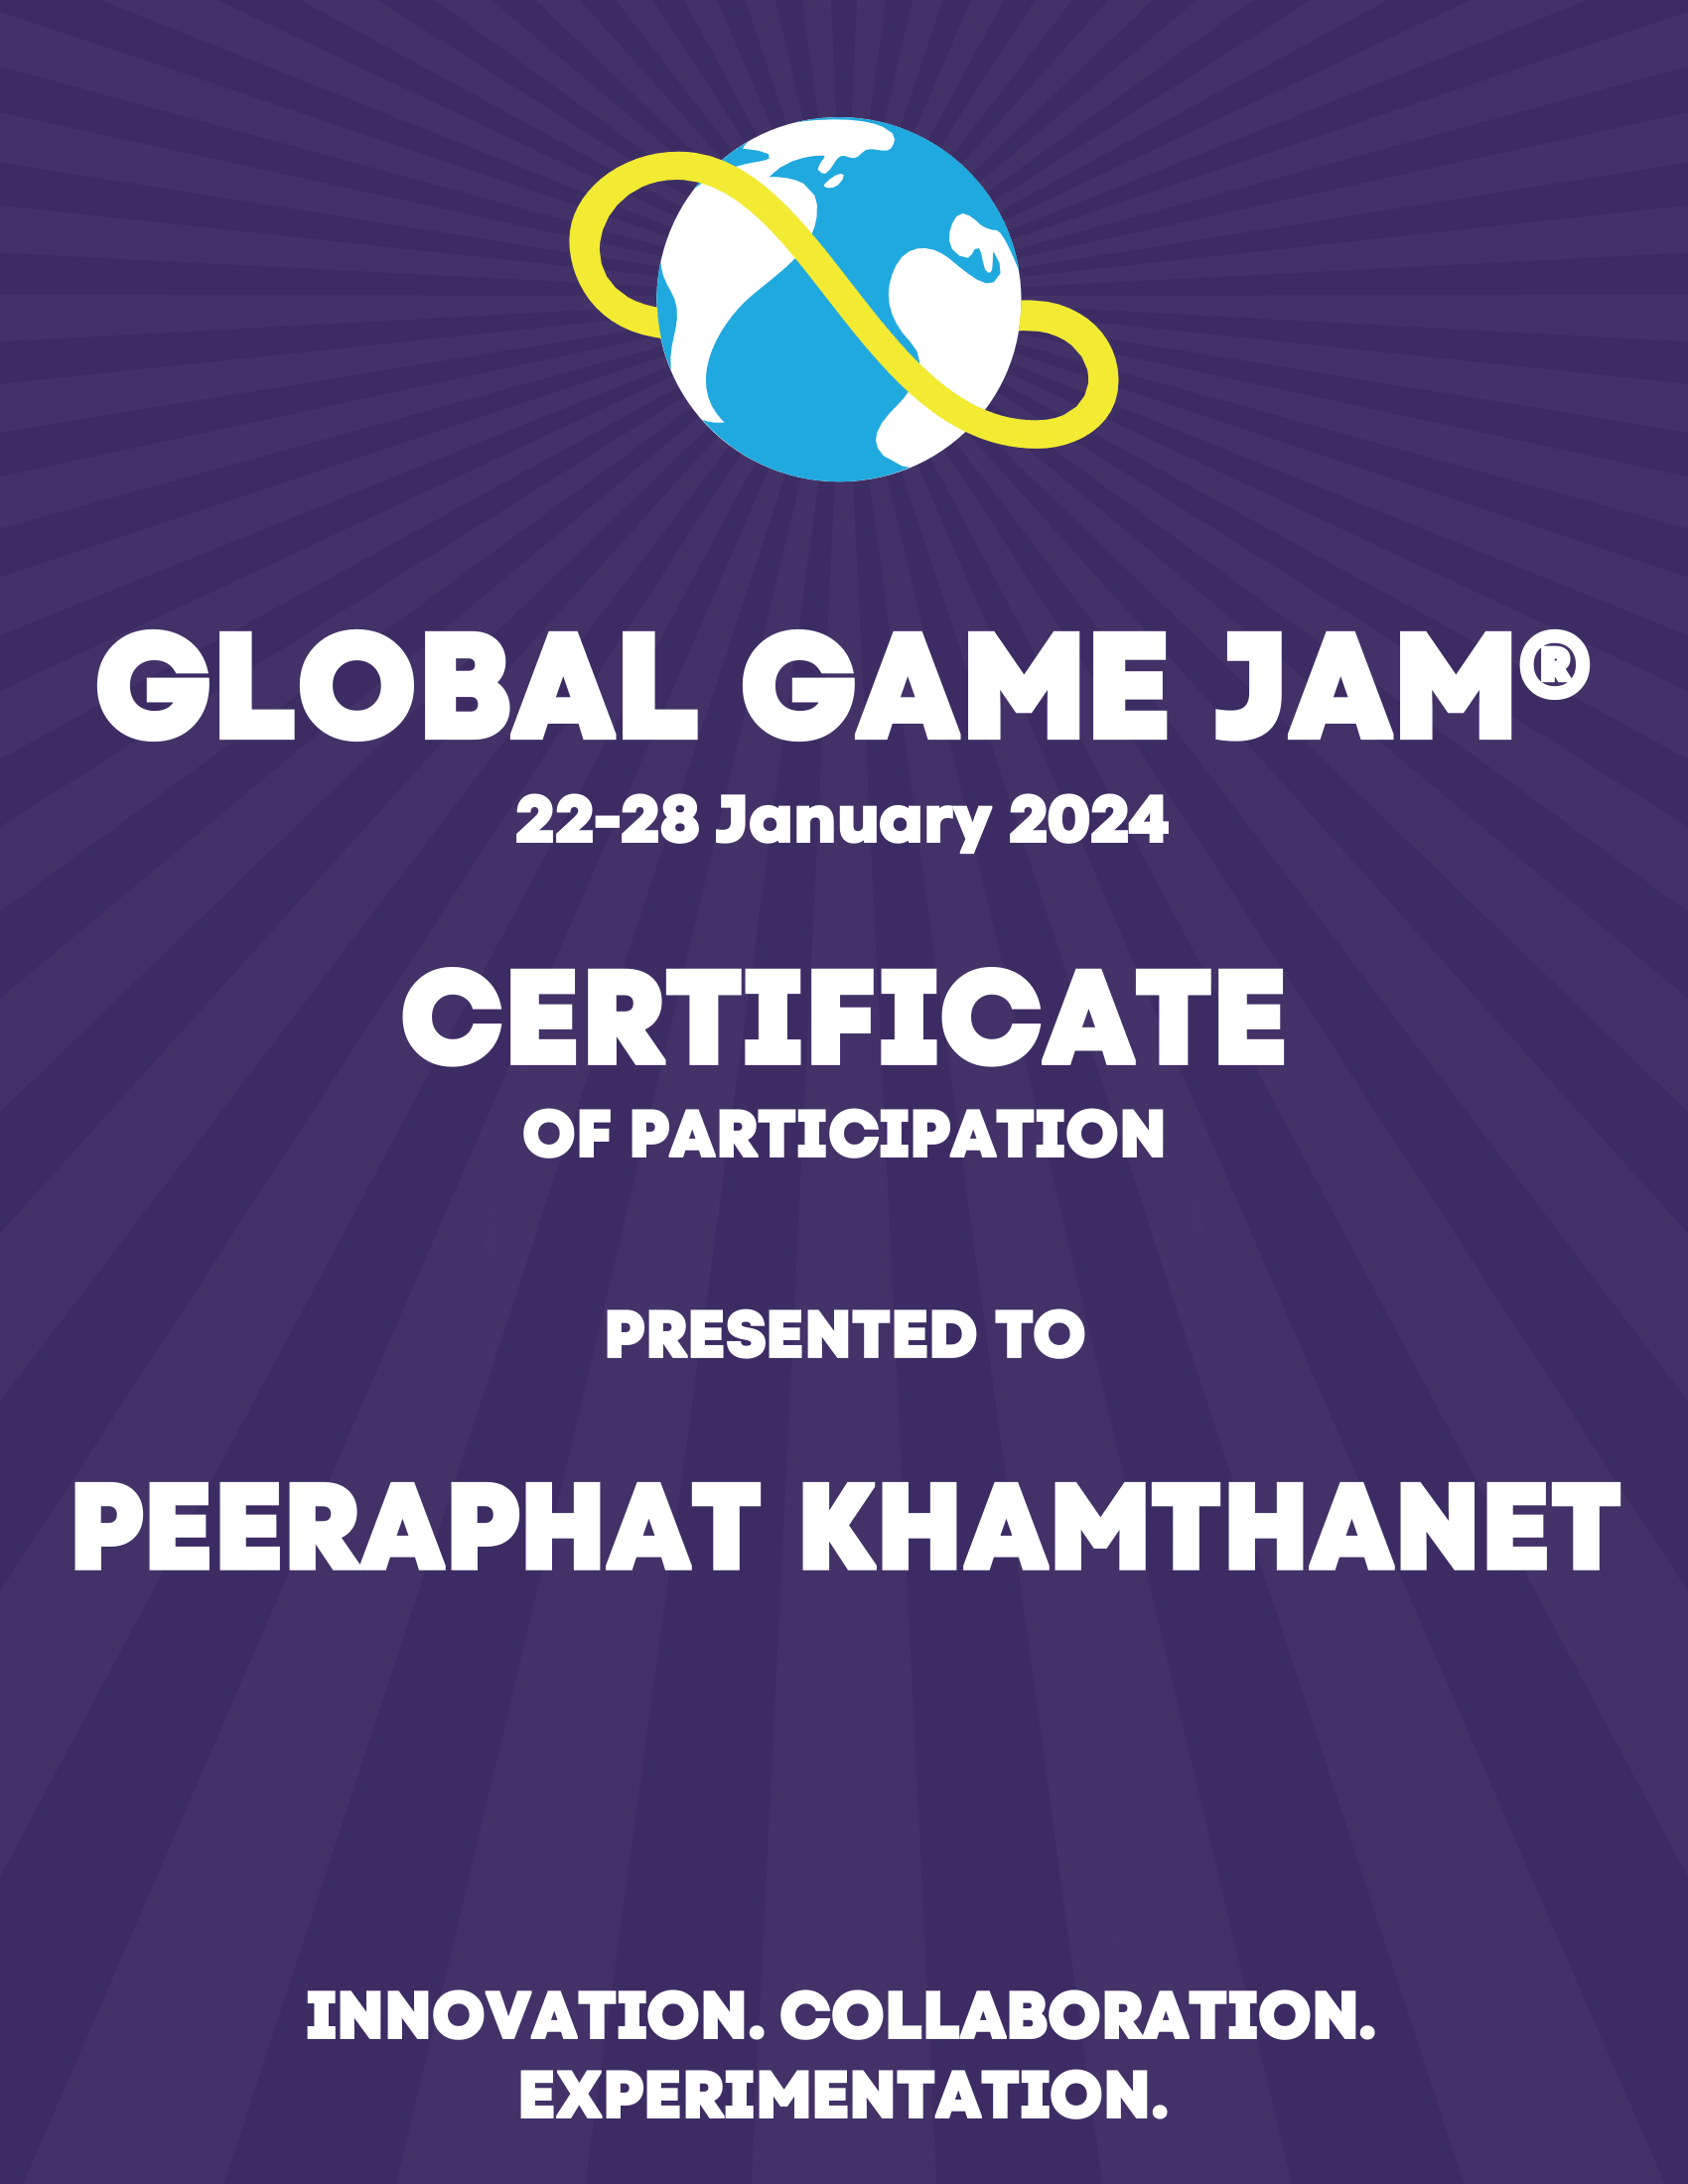 GLOBAL GAME JAM®
22-28 January 2024
CERTIFICATE
OF PARTICIPATION
PRESENTED TO
PEERAPHAT KHAMTHANET
INNOVATION. COLLABORATION.
EXPERIMENTATION.